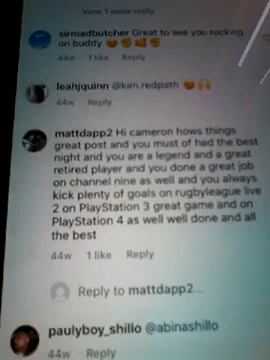 View 1 more reply
sirmadbutcher Great to see you rocking
on buddy
44w 1 like Reply
leahjquinn @kim.redpath
44w Reply
mattdapp2 Hi cameron hows things
great post and you must of had the best
night and you are a legend and a great
retired player and you done a great job
on channel nine as well and you always
kick plenty of goals on rugbyleague live
2 on PlayStation 3 great game and on
PlayStation 4 as well well done and all
the best
44w 1 like Reply
Reply to mattdapp2...
paulyboy_shillo @abinashillo
44w Reply